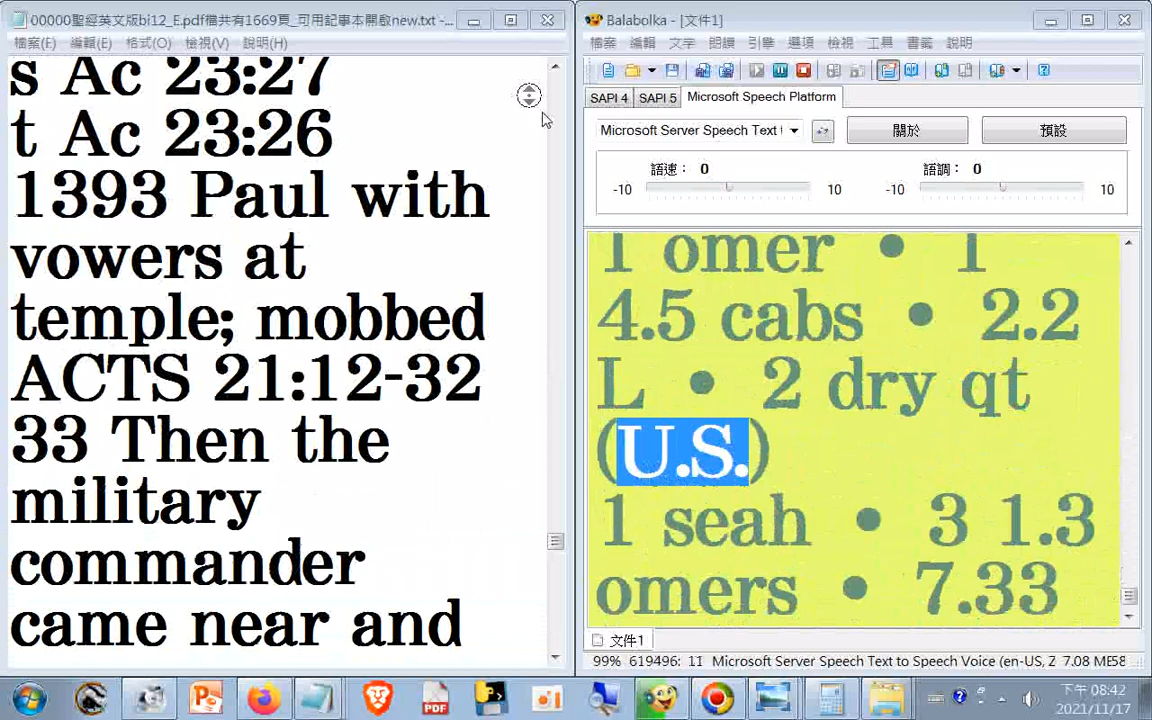 00000聖經英文版bi12_E.pdf檔共有1669頁_可用記事本開啟new.txt -...
檔案(F) 編輯(E) 格式(O) 檢視(V) 說明(H)
s Ac 23:27
t Ac 23:26
1393 Paul with
vowers at
temple; mobbed
ACTS 21:12-32
33 Then the
military
commander
came near and
Balabolka - [文件1]
檔案 編輯 文字 朗讀 引擎 選項 檢視 工具 書籤 說明
SAPI 4 SAPI 5 Microsoft Speech Platform
Microsoft Server Speech Text 關於 預設
語速： 0 語調： 0
-10 10 -10 10
1 omer • 1
4.5 cabs • 2.2
L • 2 dry qt
(U.S.)
1 seah • 3 1.3
omers • 7.33
文件1
99% 619496: 11 Microsoft Server Speech Text to Speech Voice (en-US, Z 7.08 ME58
PDF
下午 08:42
2021/11/17